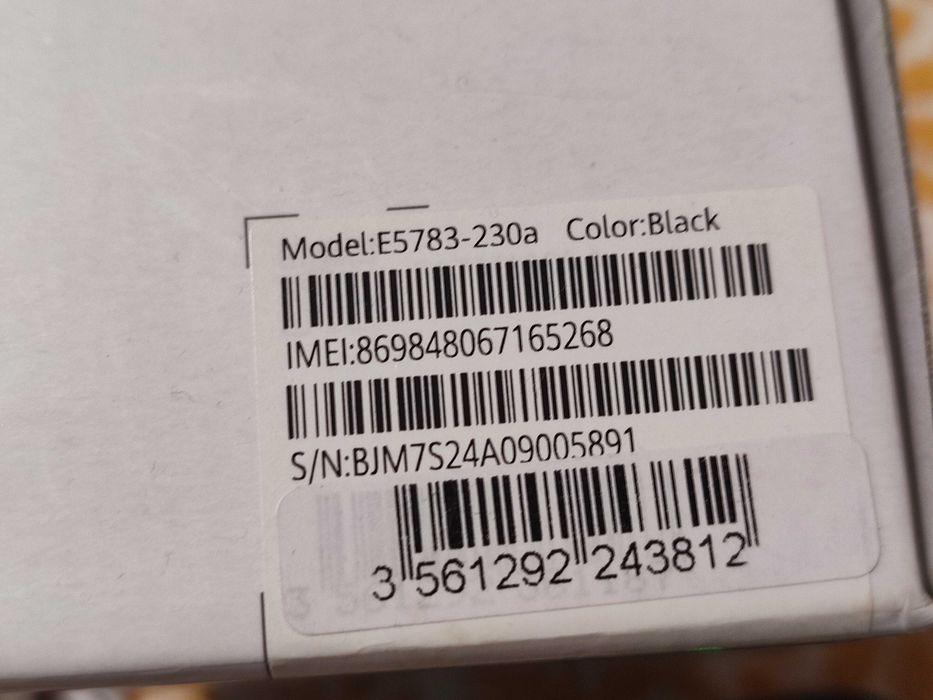 Model:E5783-230a Color:Black
IMEI:869848067165268
S/N:BJM7S24A09005891
3 561292 243812